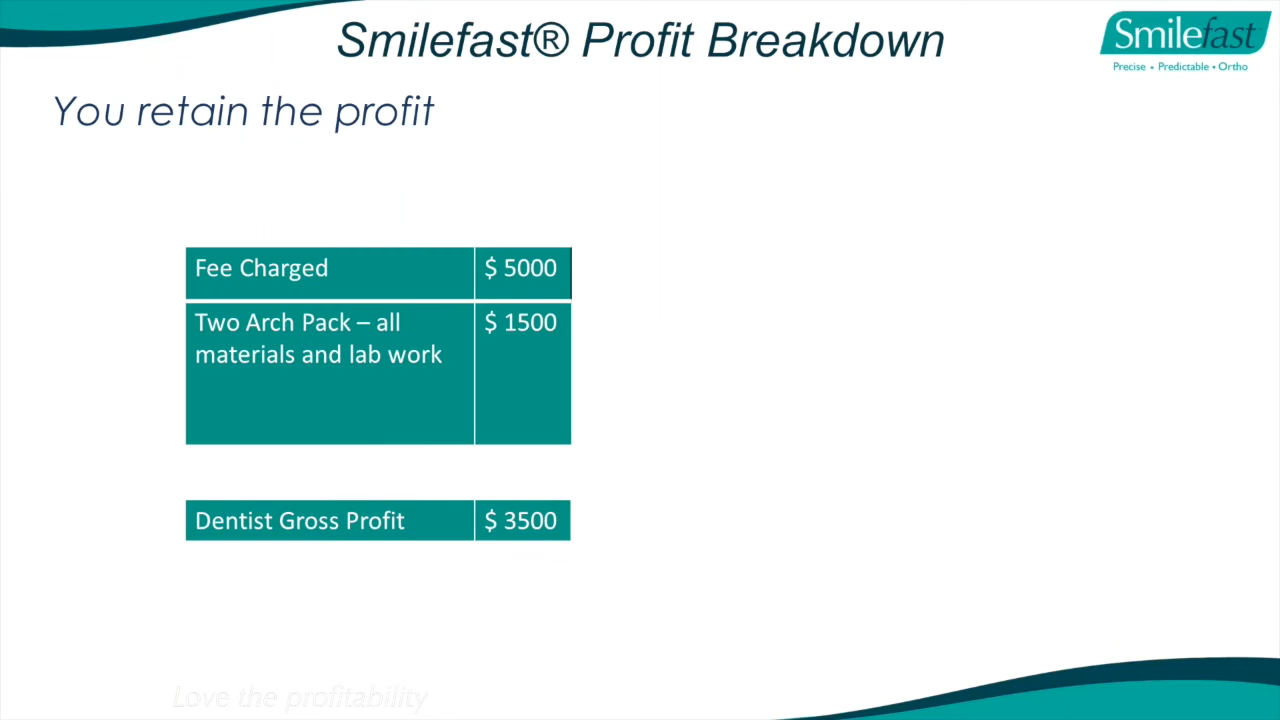 Smilefast® Profit Breakdown
Smilefast
Precise • Predictable • Ortho
You retain the profit
Fee Charged $ 5000
Two Arch Pack – all $ 1500
materials and lab work
Dentist Gross Profit $ 3500
Love the profitability